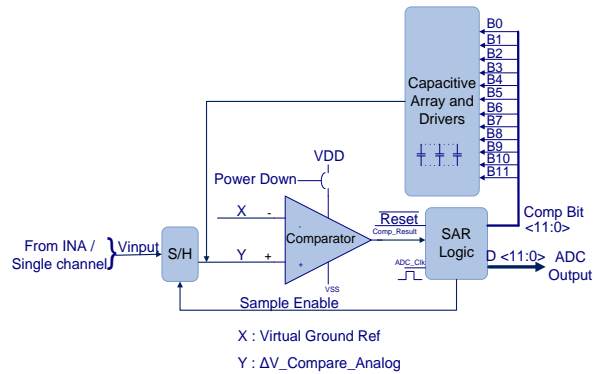 B0
B1
B2
B3
B4
B5
B6
B7
B8
B9
B10
B11
Capacitive
Array and
Drivers
VDD
Power Down
X
-
-
Comparator
Y
+
+
VSS
From INA /
Single channel
Vinput
S/H
Reset
Comp_Result
ADC_Clk
SAR
Logic
Comp Bit
<11:0>
D <11:0>
ADC
Output
Sample Enable
X : Virtual Ground Ref
Y : ΔV_Compare_Analog